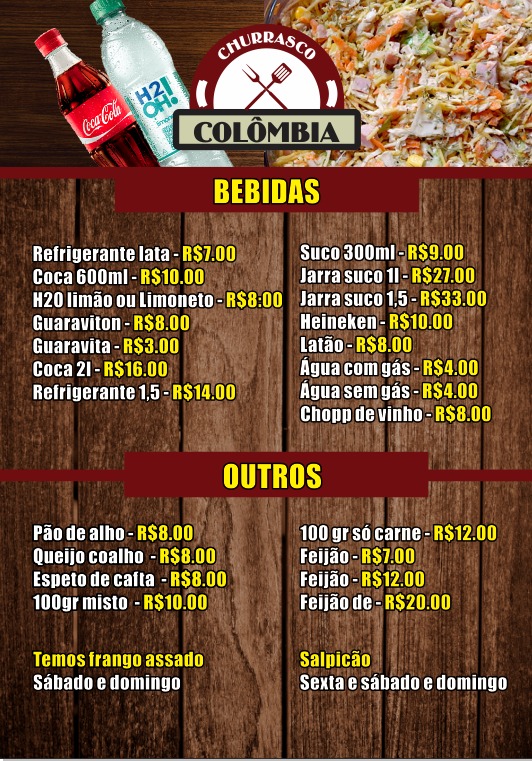 Coca-Cola
H2
OH!
CHURRASCO
COLÔMBIA
BEBIDAS
Refrigerante lata - R$7.00
Coca 600ml - R$10.00
H20 limão ou Limoneto - R$8:00
Guaraviton - R$8.00
Guaravita - R$3.00
Coca 2l - R$16.00
Refrigerante 1,5 - R$14.00
Suco 300ml - R$9.00
Jarra suco 1l - R$27.00
Jarra suco 1,5 - R$33.00
Heineken - R$10.00
Latão - R$8.00
Água com gás - R$4.00
Água sem gás - R$4.00
Chopp de vinho - R$8.00
OUTROS
Pão de alho - R$8.00
Queijo coalho - R$8.00
Espeto de cafta - R$8.00
100gr misto - R$10.00
100 gr só carne - R$12.00
Feijão - R$7.00
Feijão - R$12.00
Feijão de - R$20.00
Temos frango assado
Sábado e domingo
Salpicão
Sexta e sábado e domingo